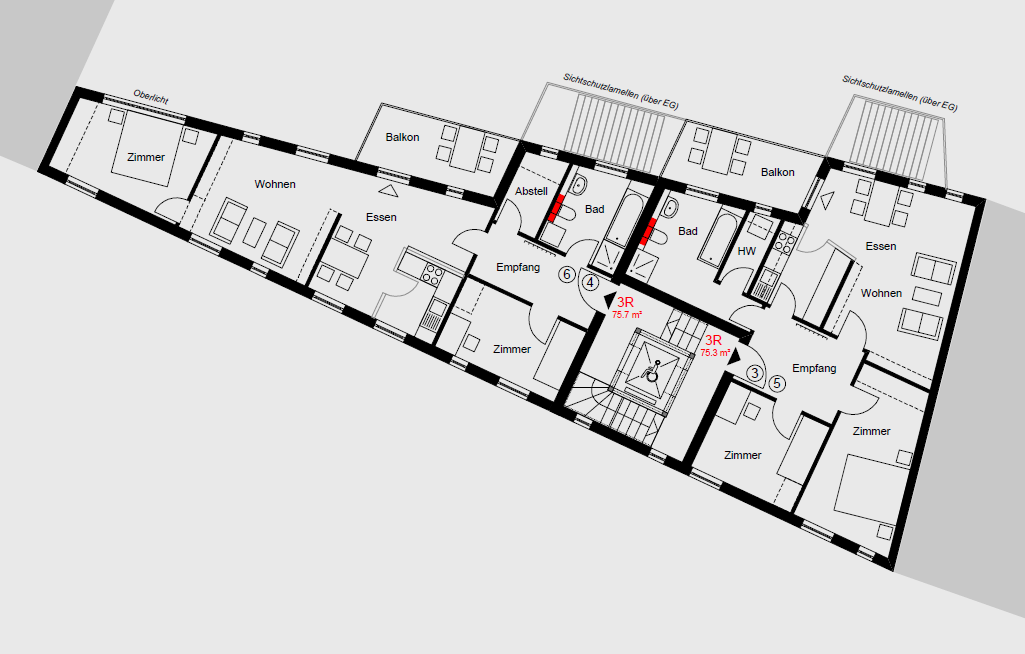 Sichtschutzlamellen (über EG)
Sichtschutzlamellen (über EG)
Oberlicht
Balkon
Balkon
Zimmer
Wohnen
Essen
Abstell
Bad
Bad
HW
Essen
Wohnen
Empfang
6
4
3R
75.7 m²
3R
75.3 m²
3
5
Empfang
Zimmer
Zimmer
Zimmer